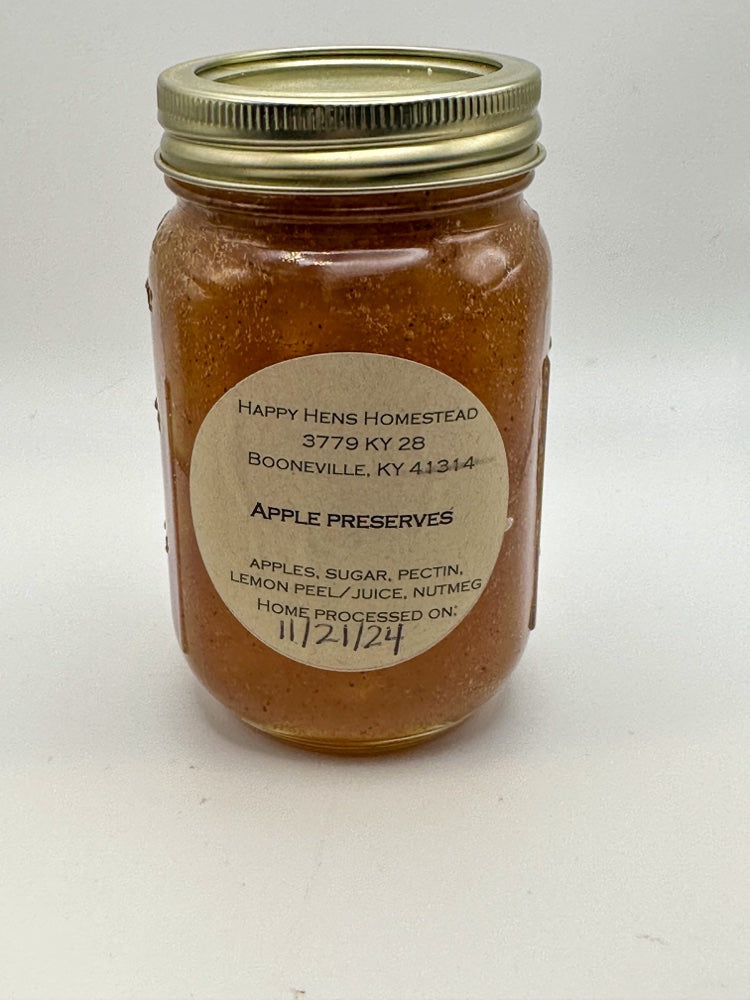 Happy Hens Homestead
3779 KY 28
Booneville, KY 41314
Apple preserves
apples, sugar, pectin,
lemon peel/juice, nutmeg
Home processed on:
11/21/24